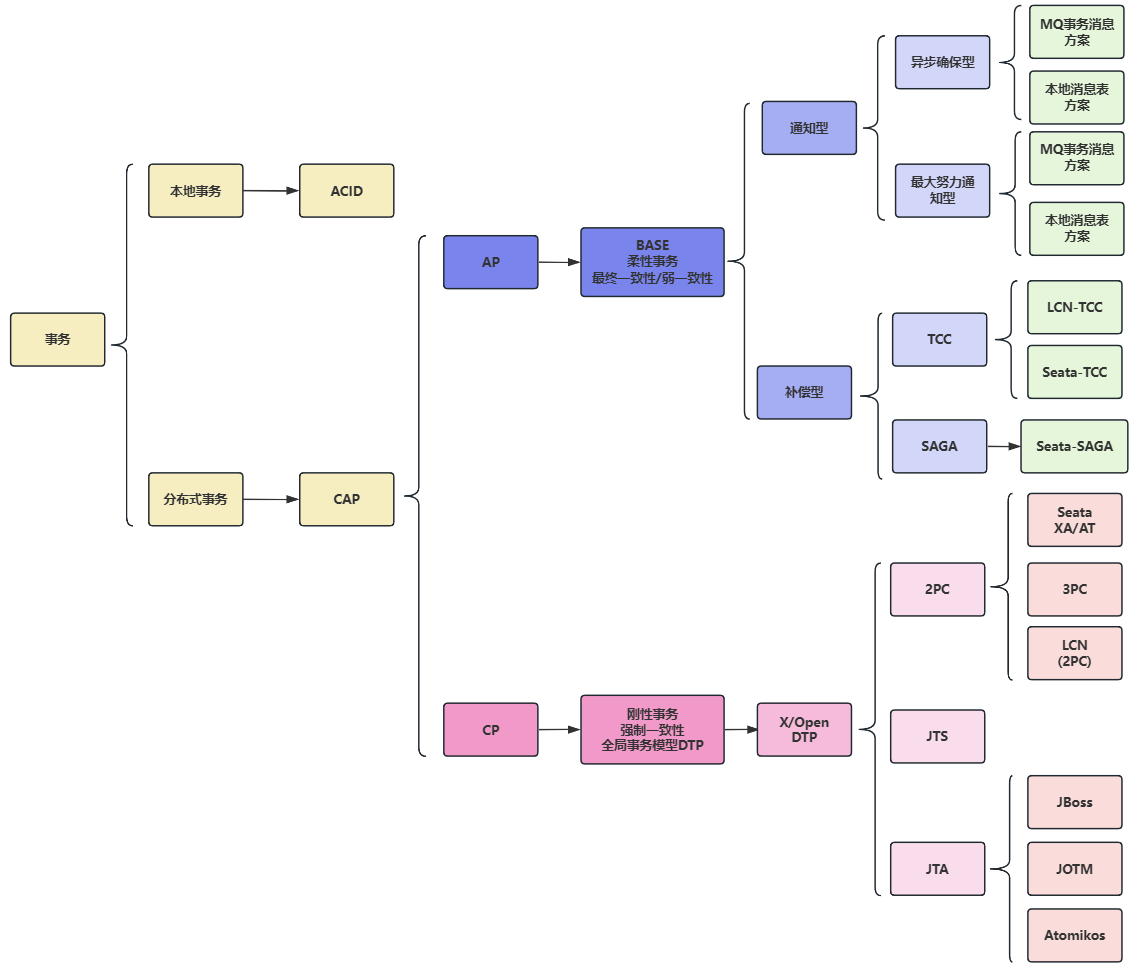 事务
本地事务
ACID
分布式事务
CAP
AP
BASE
柔性事务
最终一致性/弱一致性
通知型
异步确保型
MQ事务消息
方案
本地消息表
方案
最大努力通
知型
MQ事务消息
方案
本地消息表
方案
补偿型
TCC
LCN-TCC
Seata-TCC
SAGA
Seata-SAGA
CP
刚性事务
强制一致性
全局事务模型DTP
X/Open
DTP
2PC
Seata
XA/AT
3PC
LCN
(2PC)
JTS
JTA
JBoss
JOTM
Atomikos